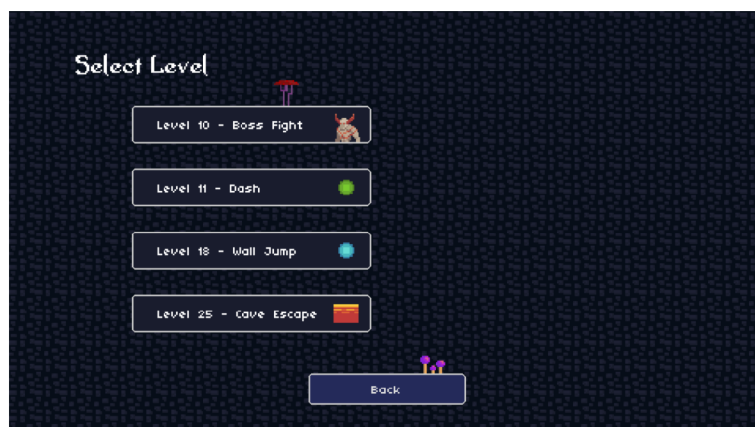 Select Level
Level 10 - Boss Fight
Level 11 - Dash
Level 18 - Wall Jump
Level 25 - Cave Escape
Back